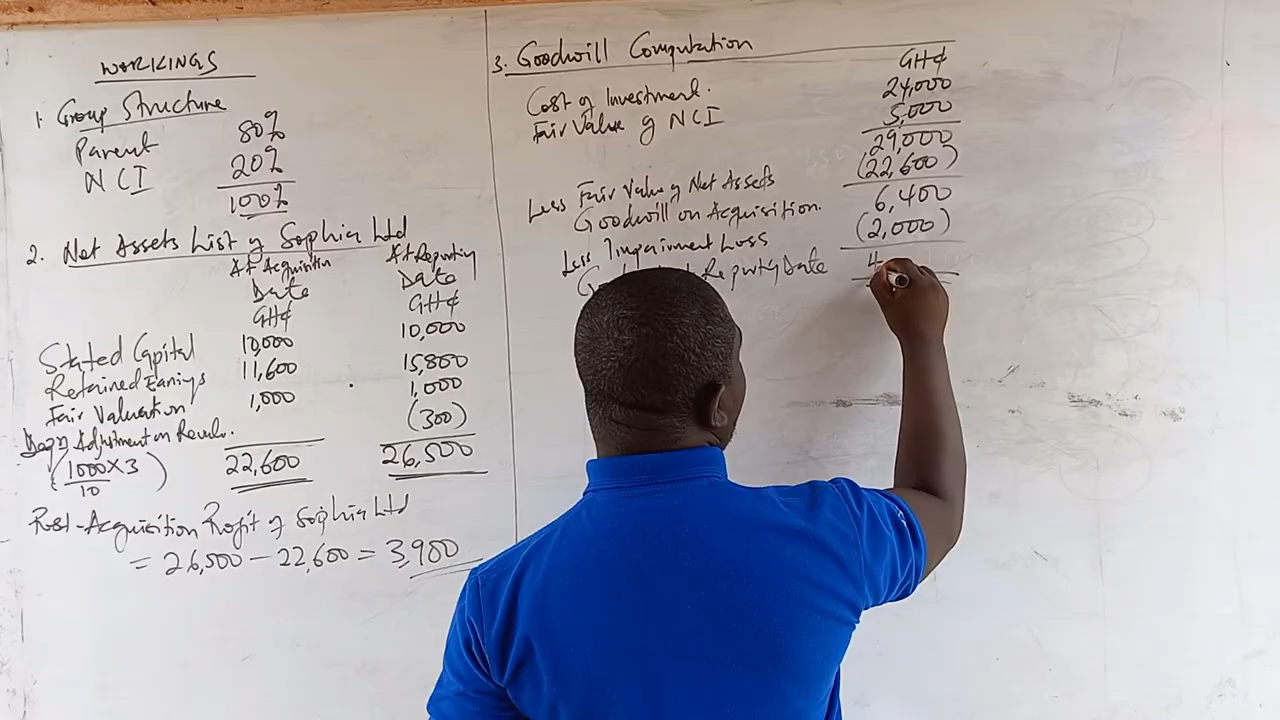 WORKINGS
1. Group Structure
Parent 80%
NCI 20%
100%
2. Net Assets List of Sophia Ltd
At Acquisition At Reporting
Date Date
GH¢ GH¢
Stated Capital 10,000 10,000
Retained Earnings 11,600 15,800
Fair Valuation 1,000 1,000
Adjustment on (300)
(1000 X 3)
10
22,600 26,500
Post-Acquisition Profit of Sophia Ltd
= 26,500 - 22,600 = 3,900
3. Goodwill Computation
GH¢
Cost of Investment. 24,000
Fair Value of NCI 5,000
29,000
Less Fair Value of Net Assets (22,600)
Goodwill on Acquisition. 6,400
Less Impairment Loss (2,000)
Reporting Date 4